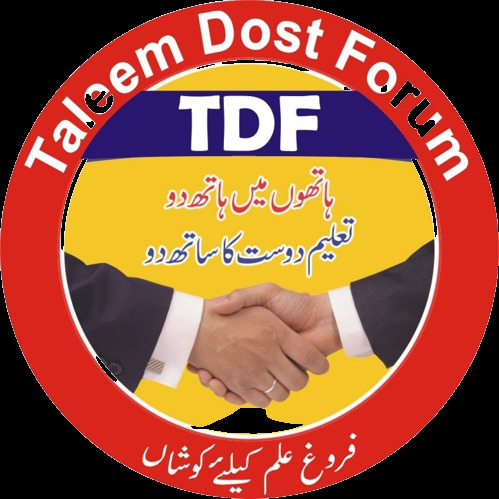 Taleem Dost Forum
TDF
ہاتھوں میں ہاتھ دو
تعلیم دوست کا ساتھ دو
فروغ علم کیلئے کوشاں